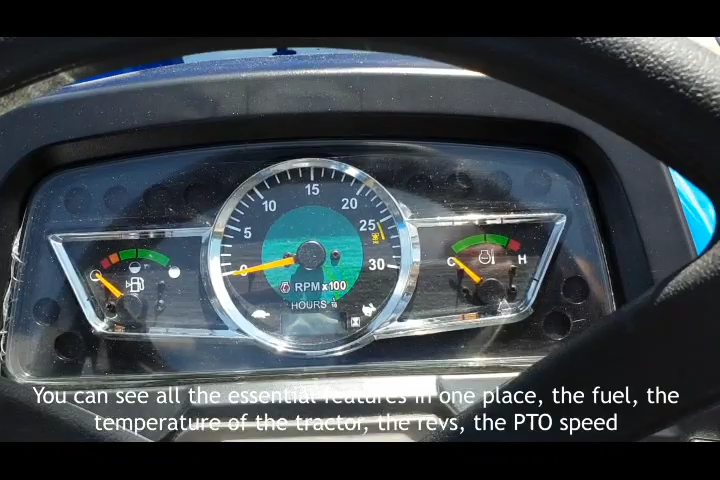 15
10
20
5
25
0
30
RPM x100
HOURS
C
H
You can see all the essential features in one place, the fuel, the
temperature of the tractor, the revs, the PTO speed